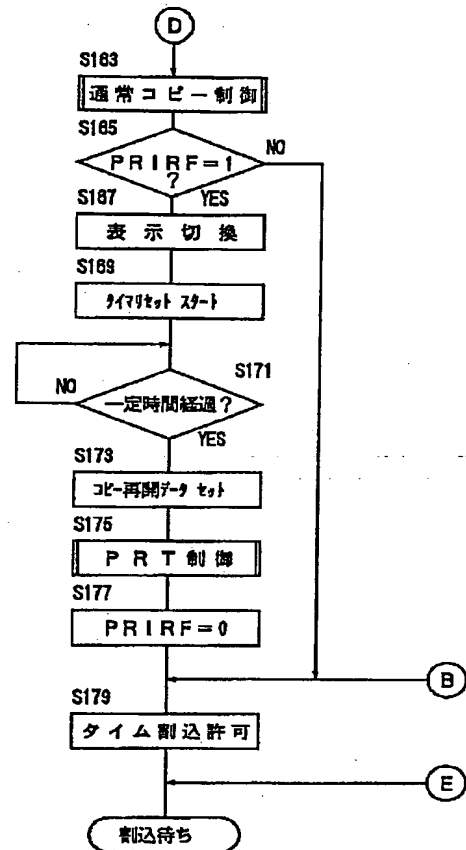 D
S163
通常コピー制御
S165
PRIRF=1
?
NO
YES
S167
表示切換
S169
タイマリセット スタート
S171
NO
一定時間経過?
YES
S173
コピー再開データ セット
S175
PRT制御
S177
PRIRF=0
B
S179
タイム割込許可
E
割込待ち